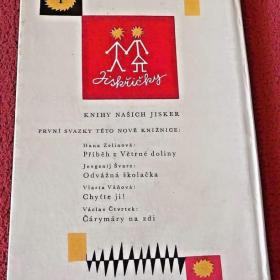 Jiskřičky
KNIHY NAŠICH JISKER
PRVNÍ SVAZKY TÉTO NOVÉ KNIŽNICE:
Hana Zelinová:
Příběh z Větrné doliny
Jevgenij Švarc:
Odvážná školačka
Vlasta Váňová:
Chyťte ji!
Václav Čtvrtek:
Čárymáry na zdi